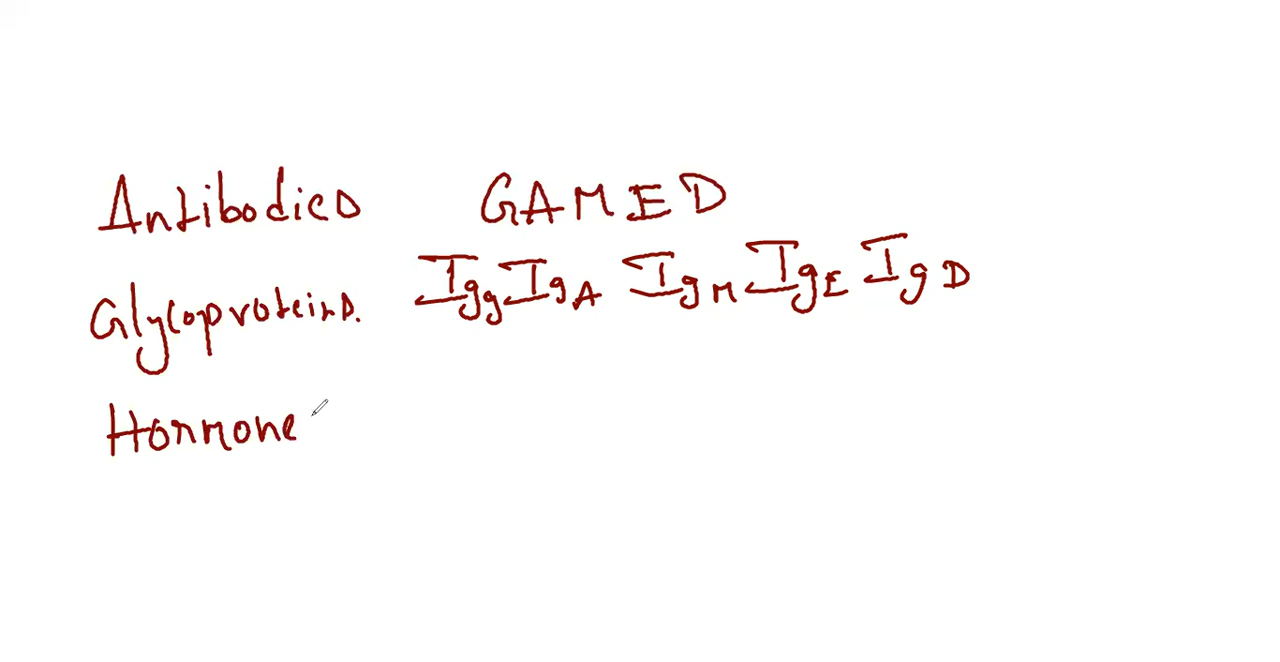 Antibodies GAMED
Igg IgA IgM IgE IgD
Glycoproteins.
Hormone